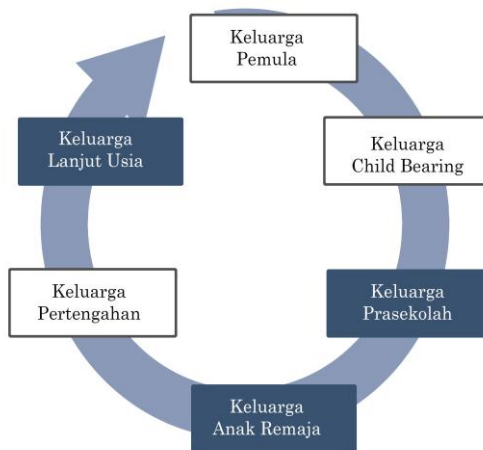 Keluarga
Pemula
Keluarga
Child Bearing
Keluarga
Prasekolah
Keluarga
Anak Remaja
Keluarga
Pertengahan
Keluarga
Lanjut Usia